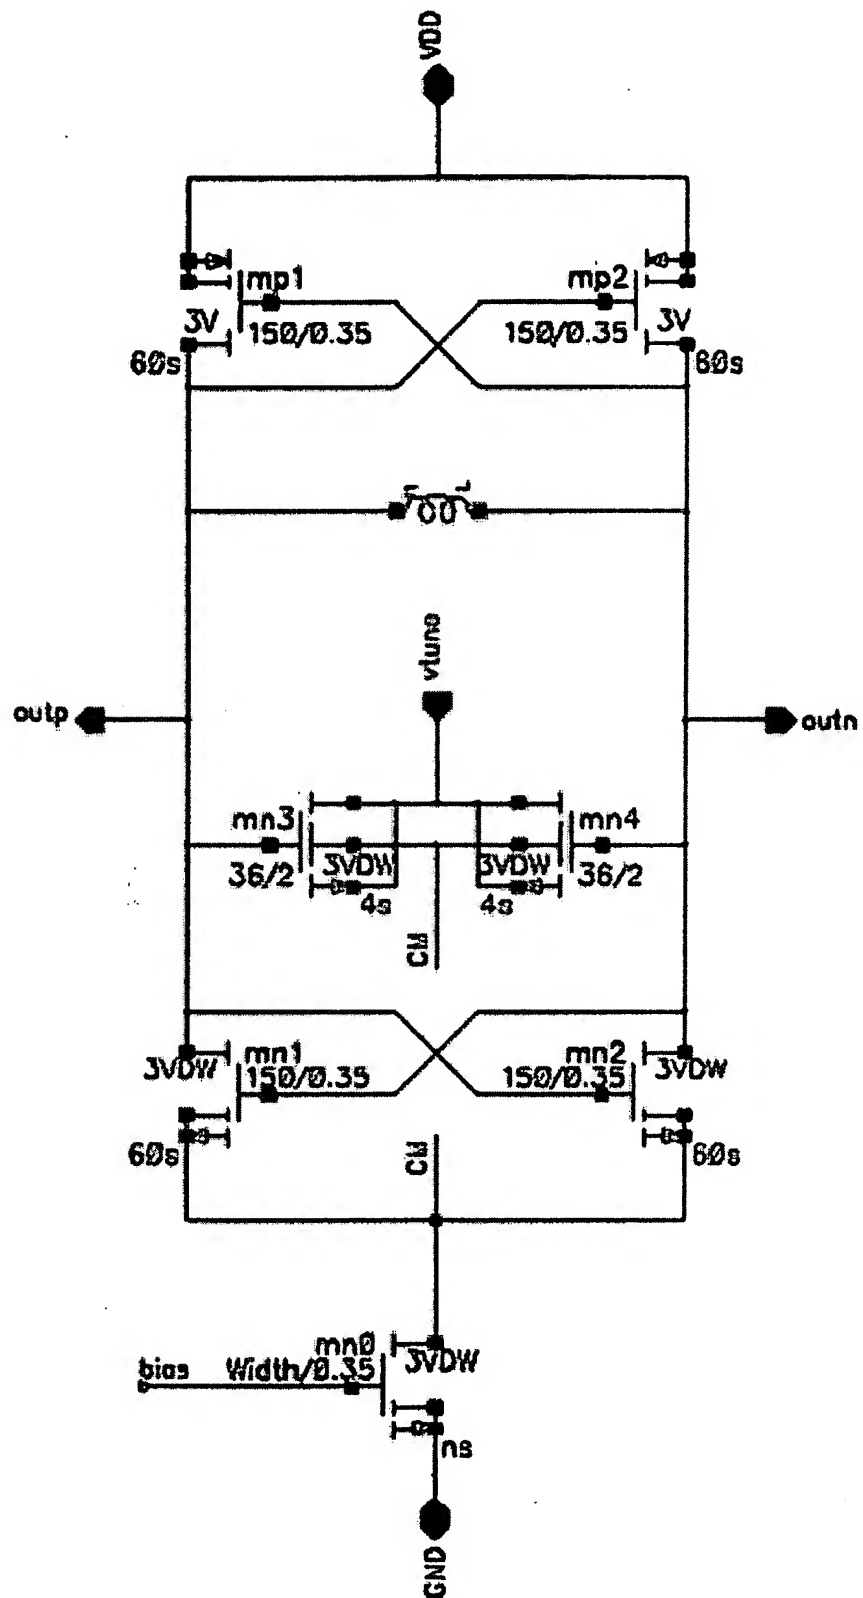 VDD
mp1
mp2
3V
150/0.35
150/0.35
3V
60s
60s
L
vtune
outp
outn
mn3
mn4
3VDW
3VDW
36/2
36/2
4s
4s
CM
mn1
mn2
3VDW
150/0.35
150/0.35
3VDW
60s
CM
60s
mn0
bias
Width/0.35
3VDW
ns
GND